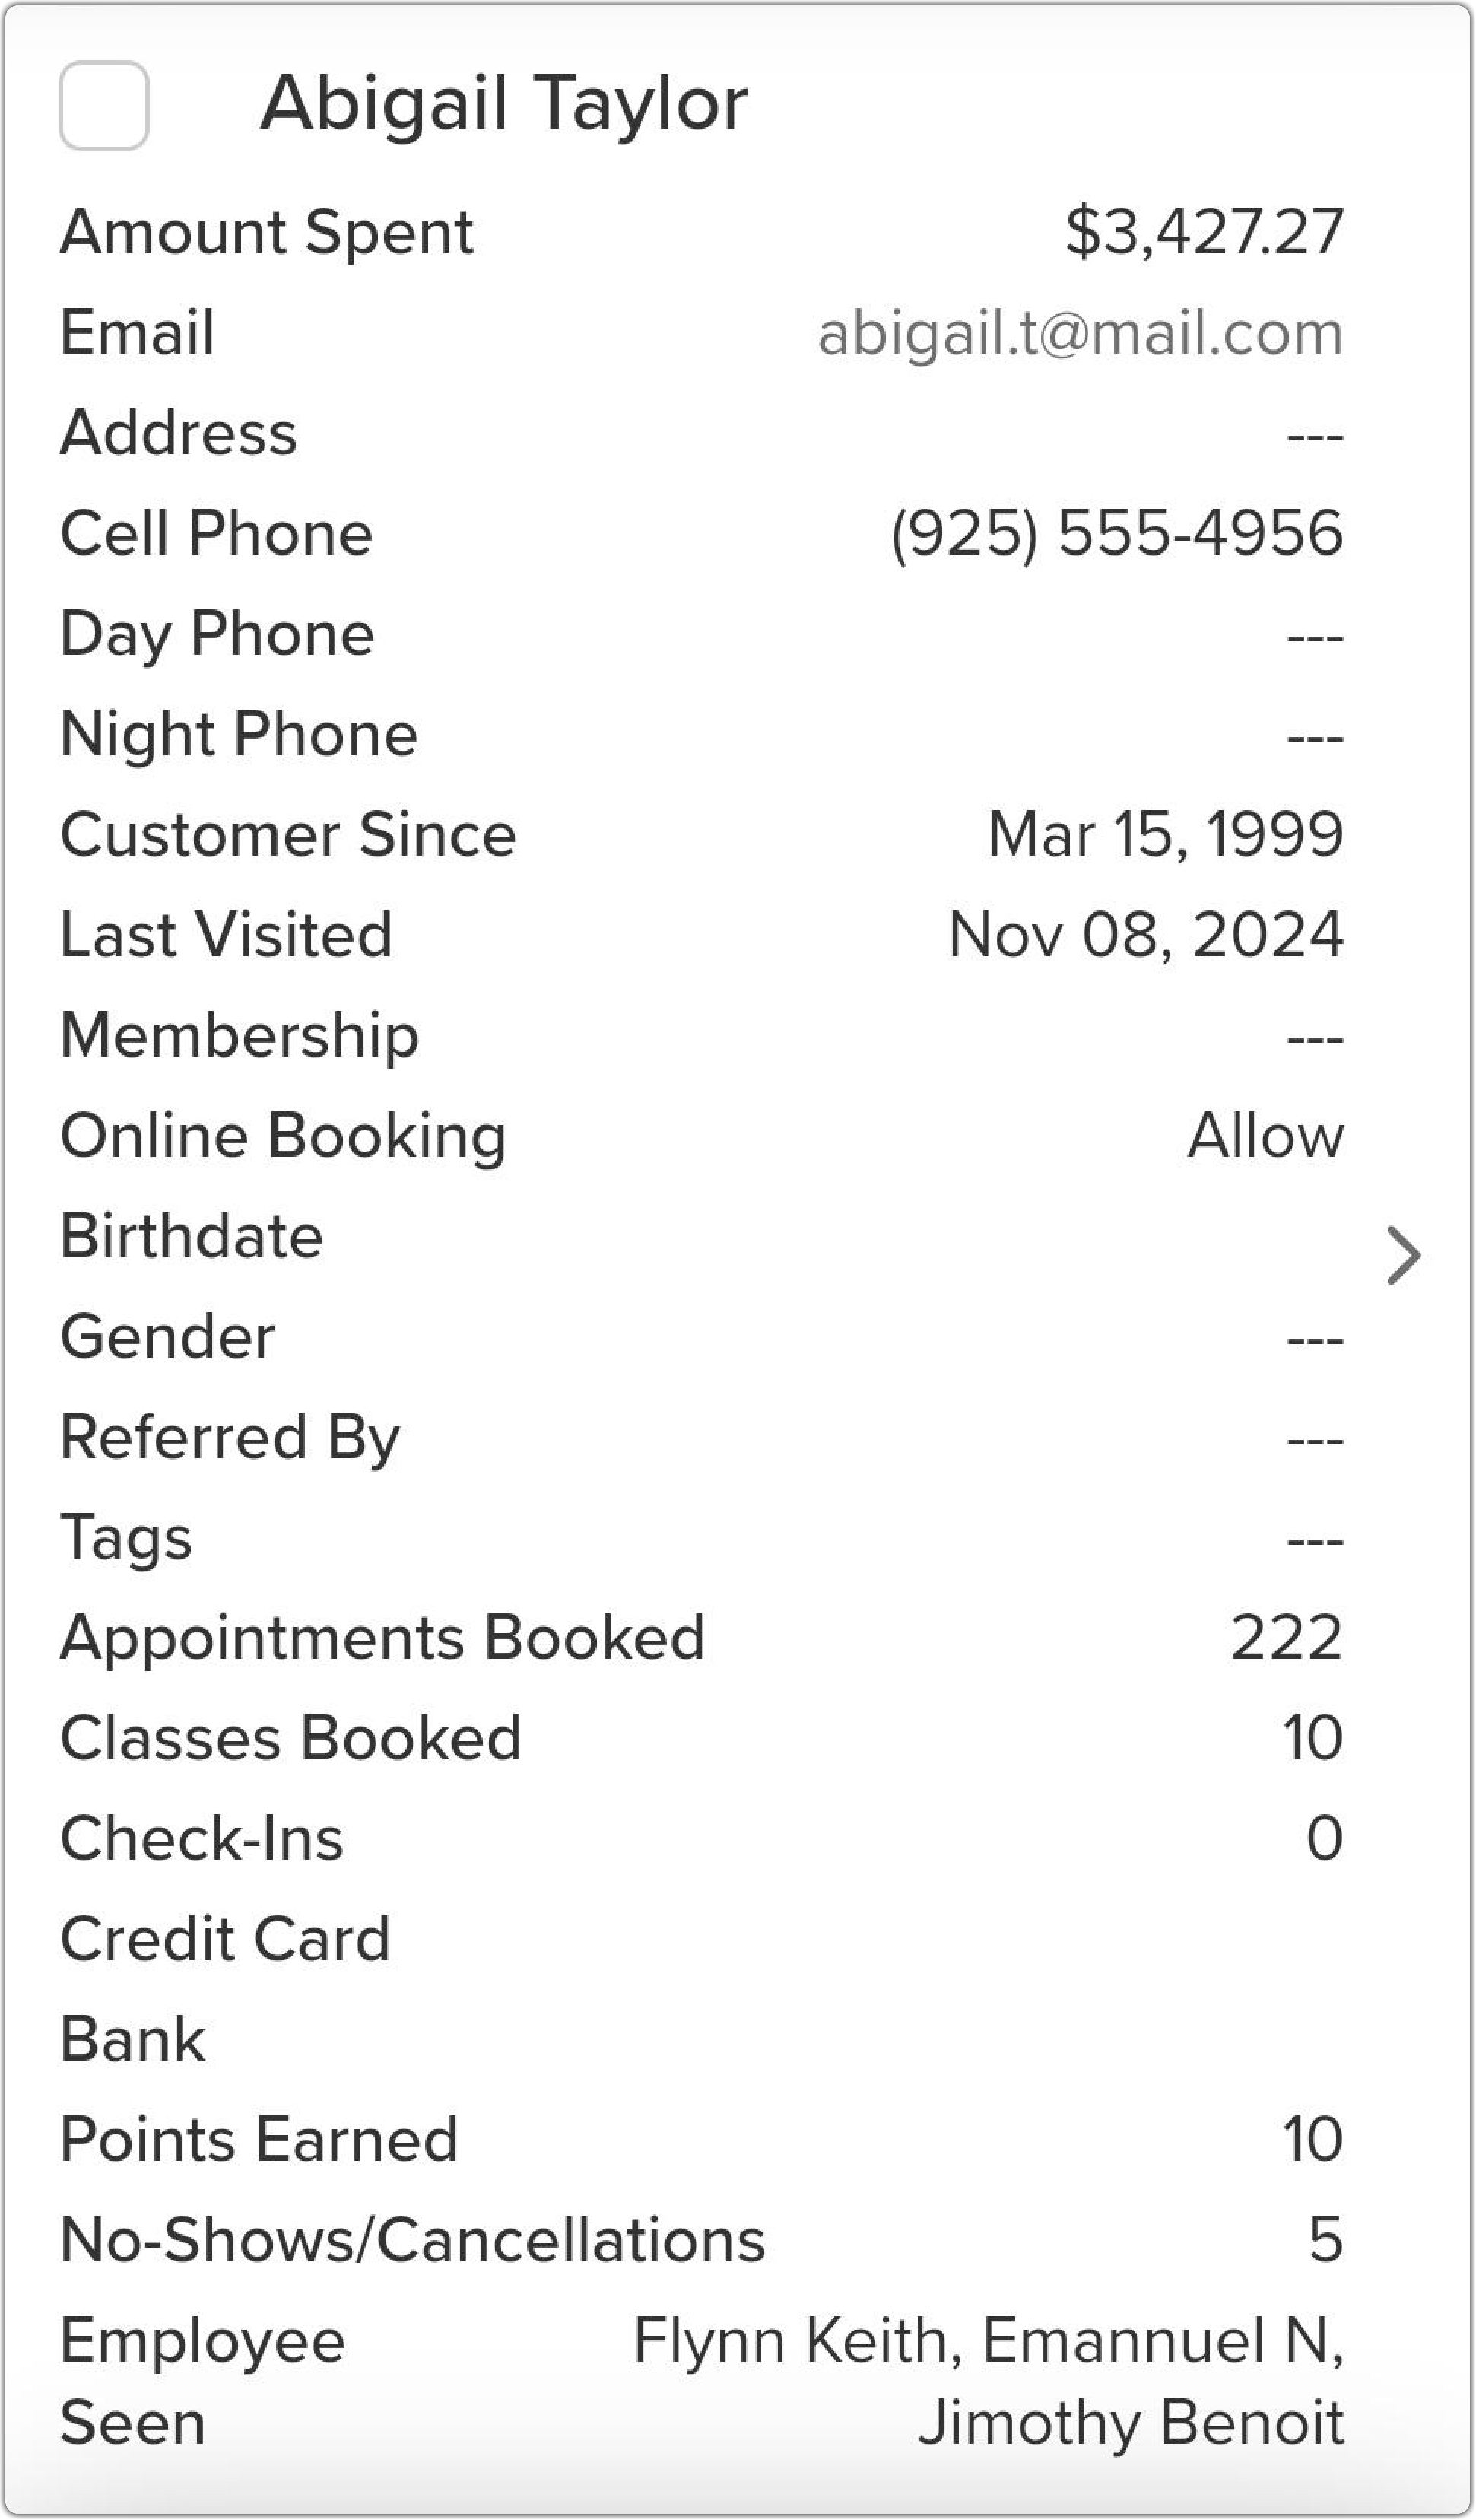 Abigail Taylor
Amount Spent $3,427.27
Email abigail.t@mail.com
Address ---
Cell Phone (925) 555-4956
Day Phone ---
Night Phone ---
Customer Since Mar 15, 1999
Last Visited Nov 08, 2024
Membership ---
Online Booking Allow
Birthdate
Gender ---
Referred By ---
Tags ---
Appointments Booked 222
Classes Booked 10
Check-Ins 0
Credit Card
Bank
Points Earned 10
No-Shows/Cancellations 5
Employee Flynn Keith, Emannuel N,
Seen Jimothy Benoit